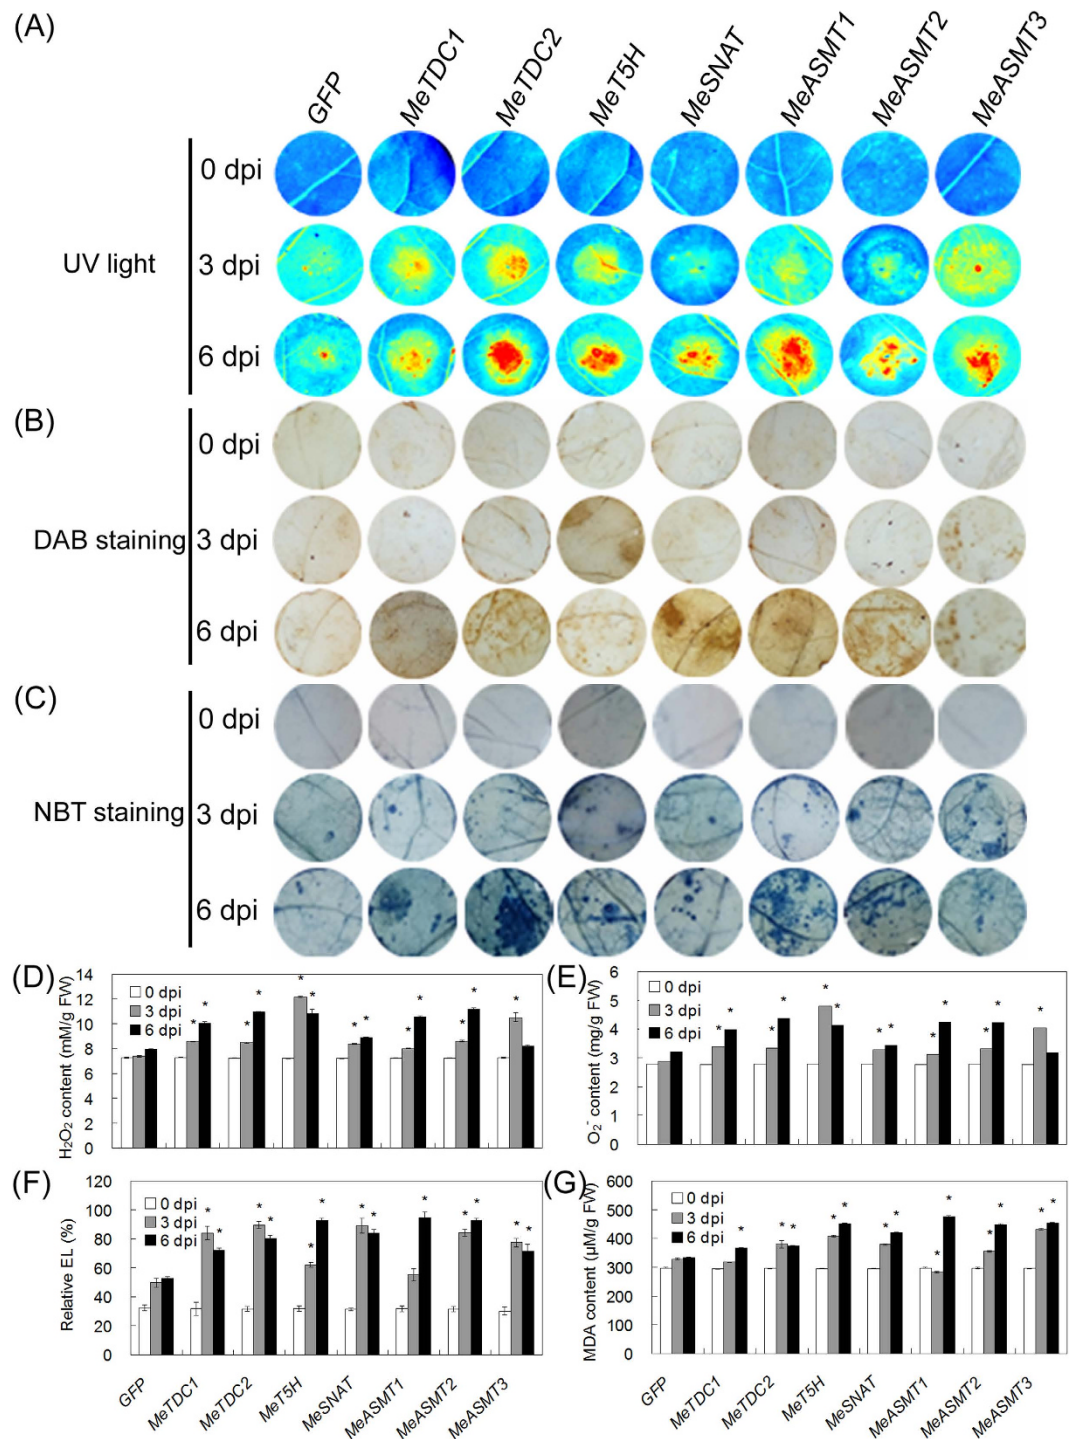 (A)
GFP
MeTDC1
MeTDC2
MeT5H
MeSNAT
MeASMT1
MeASMT2
MeASMT3
0 dpi
UV light
3 dpi
6 dpi
(B)
0 dpi
DAB staining
3 dpi
6 dpi
(C)
0 dpi
NBT staining
3 dpi
6 dpi
(D)
H₂O₂ content (mM/g FW)
14
12
10
8
6
4
2
0
0 dpi
3 dpi
6 dpi
* * * * * * * * * * * * *
(E)
O₂⁻ content (mg/g FW)
6
5
4
3
2
1
0
0 dpi
3 dpi
6 dpi
* * * * * * * * * * * * *
(F)
Relative EL (%)
120
100
80
60
40
20
0
0 dpi
3 dpi
6 dpi
* * * * * * * * * * * * *
GFP
MeTDC1
MeTDC2
MeT5H
MeSNAT
MeASMT1
MeASMT2
MeASMT3
(G)
MDA content (µM/g FW)
600
500
400
300
200
100
0
0 dpi
3 dpi
6 dpi
* * * * * * * * * * * * *
GFP
MeTDC1
MeTDC2
MeT5H
MeSNAT
MeASMT1
MeASMT2
MeASMT3